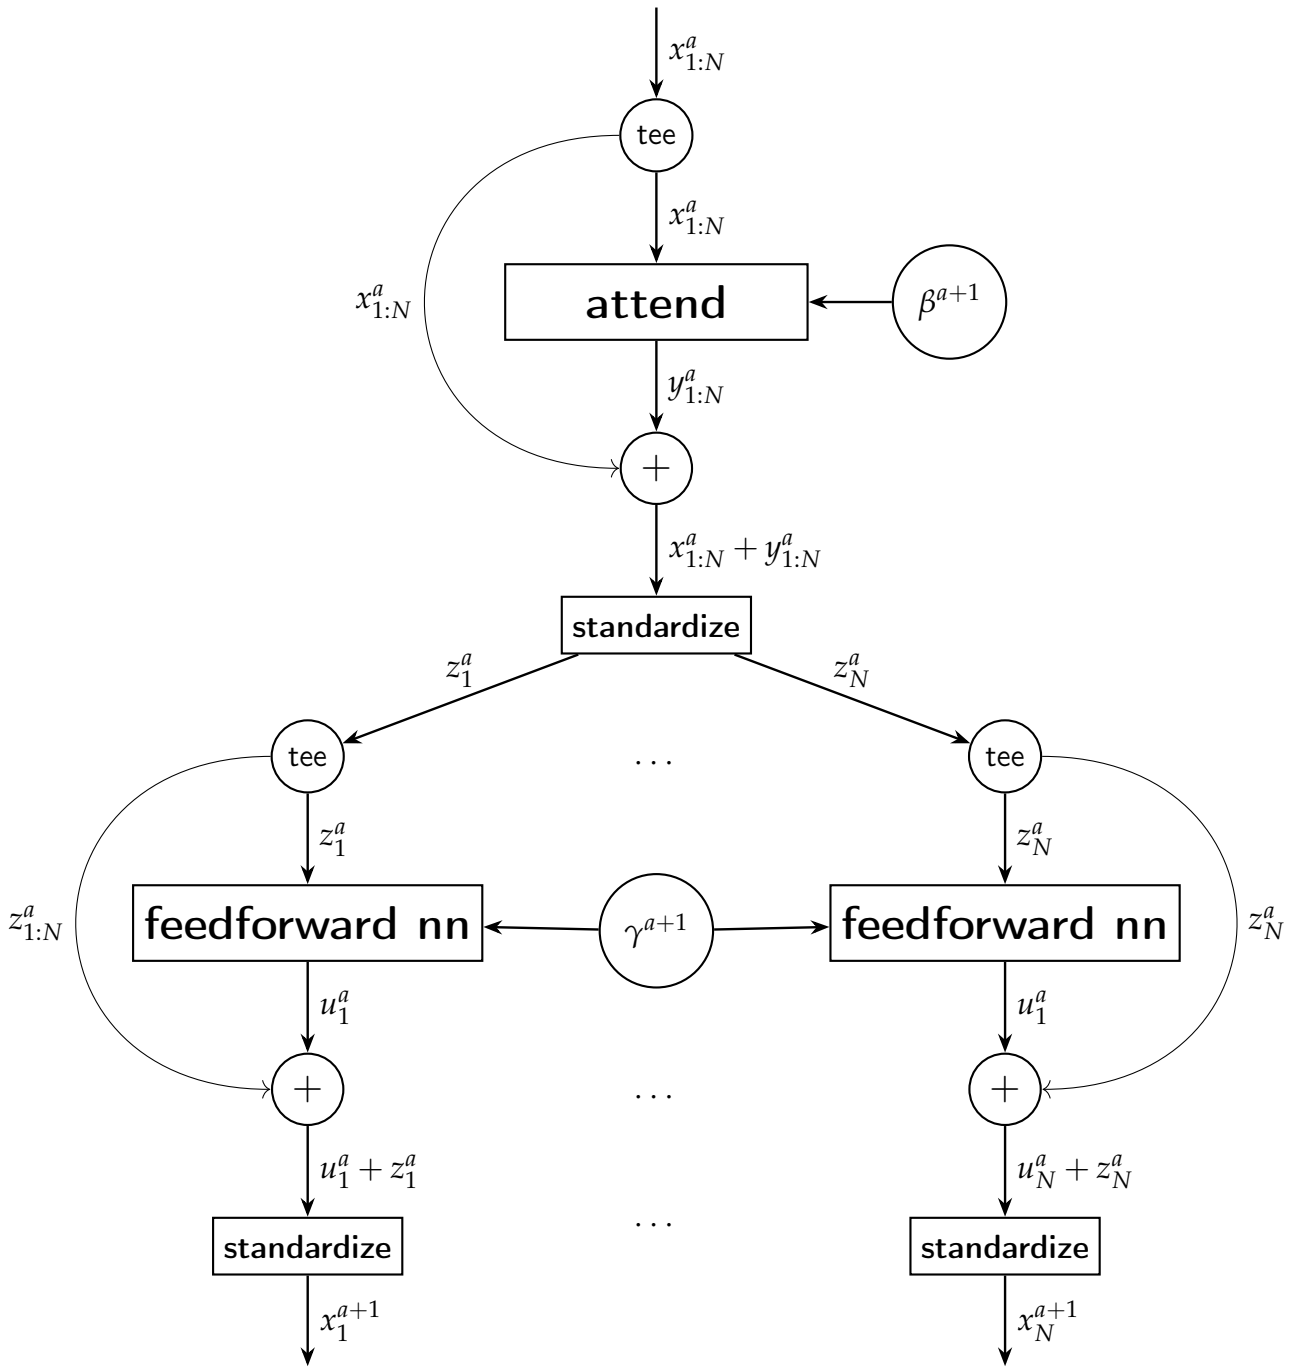 $x^a_{1:N}$
tee
$x^a_{1:N}$
$x^a_{1:N}$
attend
$\beta^{a+1}$
$y^a_{1:N}$
+
$x^a_{1:N} + y^a_{1:N}$
standardize
$z^a_1$
$z^a_N$
tee
...
tee
$z^a_1$
$z^a_N$
$z^a_{1:N}$
feedforward nn
$\gamma^{a+1}$
feedforward nn
$z^a_N$
$u^a_1$
$u^a_1$
+
...
+
$u^a_1 + z^a_1$
$u^a_N + z^a_N$
standardize
...
standardize
$x^{a+1}_1$
$x^{a+1}_N$